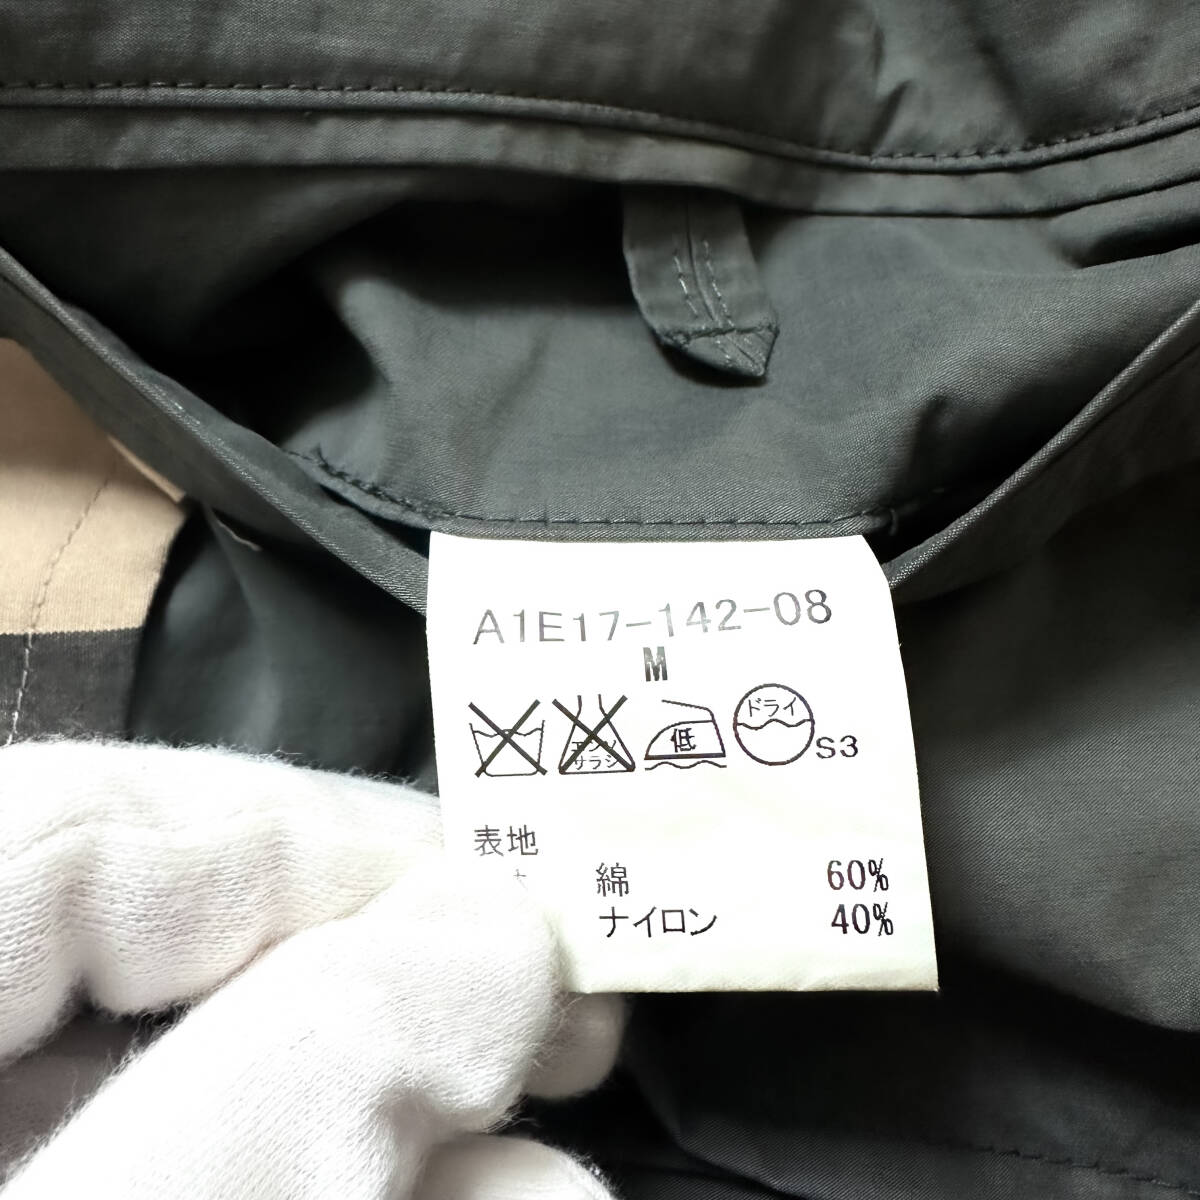 A1E17-142-08
M
エンソ
サラシ
低
ドライ
S3
表地
綿 60%
ナイロン 40%